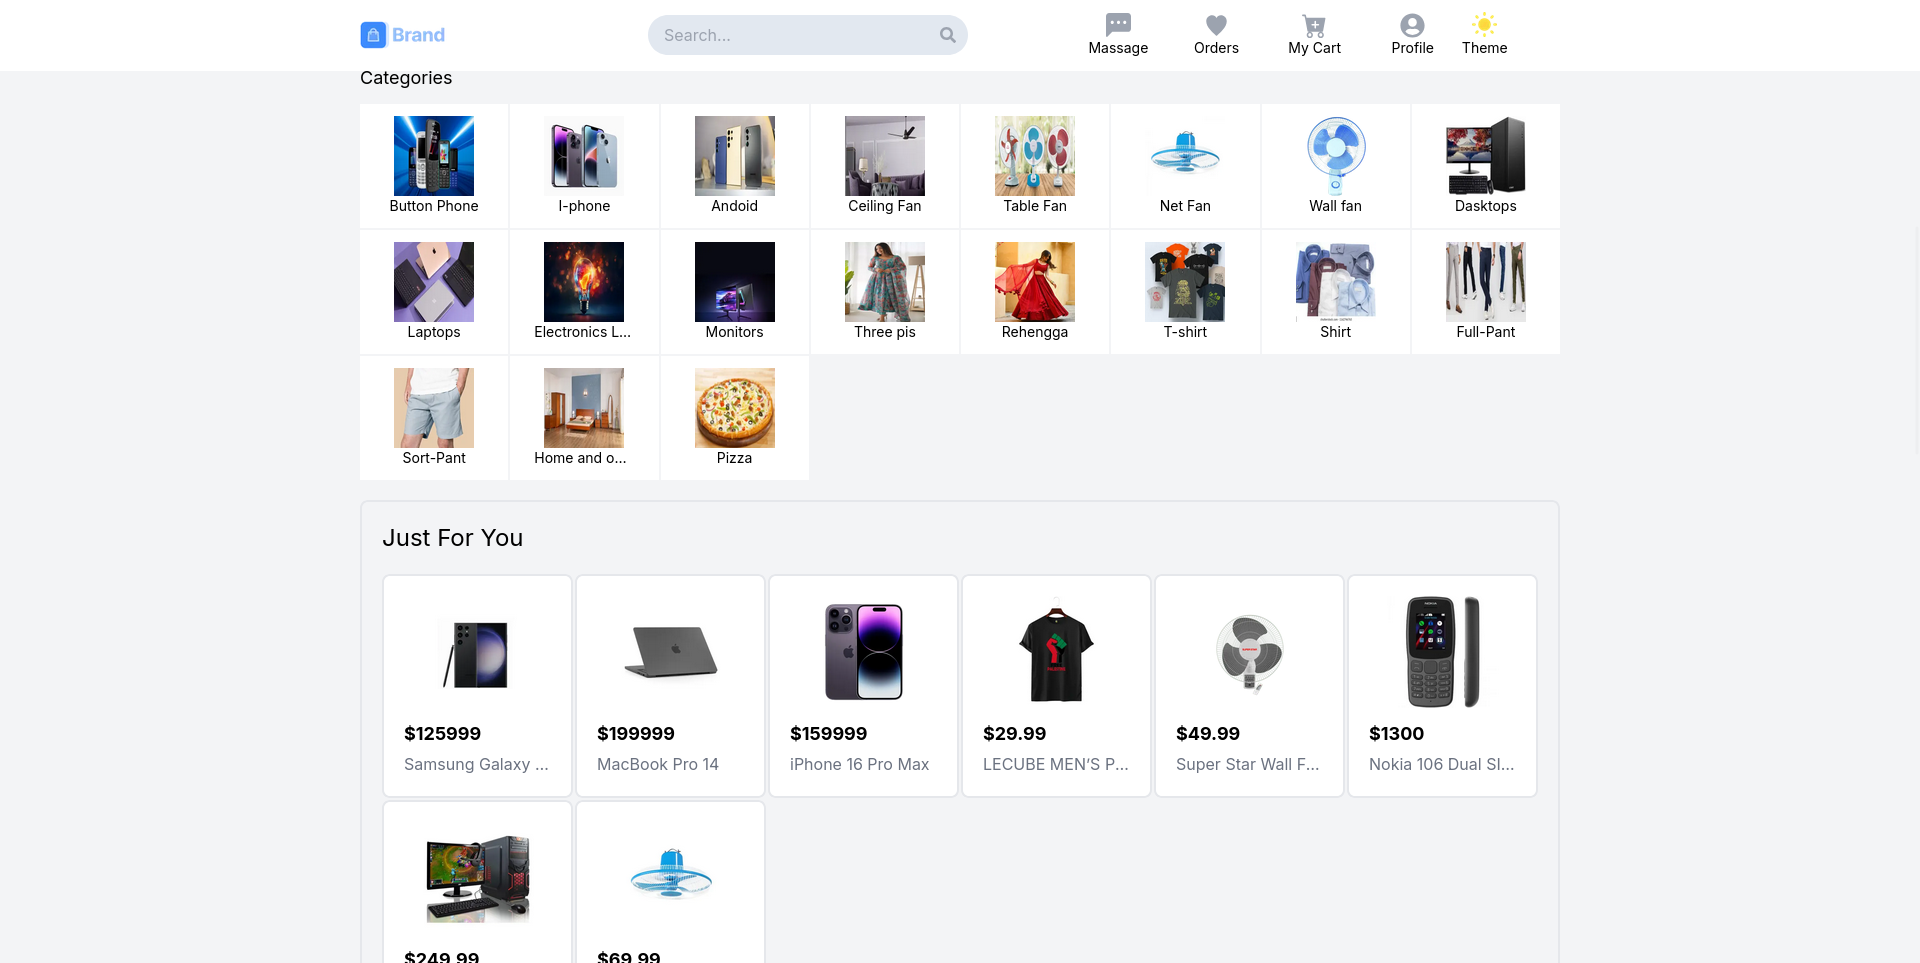 Brand
Search...
Massage
Orders
My Cart
Profile
Theme
Categories
Button Phone
I-phone
Andoid
Ceiling Fan
Table Fan
Net Fan
Wall fan
Dasktops
Laptops
Electronics L...
Monitors
Three pis
Rehengga
T-shirt
Shirt
Full-Pant
Sort-Pant
Home and o...
Pizza
Just For You
$125999
Samsung Galaxy ...
$199999
MacBook Pro 14
$159999
iPhone 16 Pro Max
$29.99
LECUBE MEN’S P...
$49.99
Super Star Wall F...
$1300
Nokia 106 Dual SI...
$249.99
$69.99